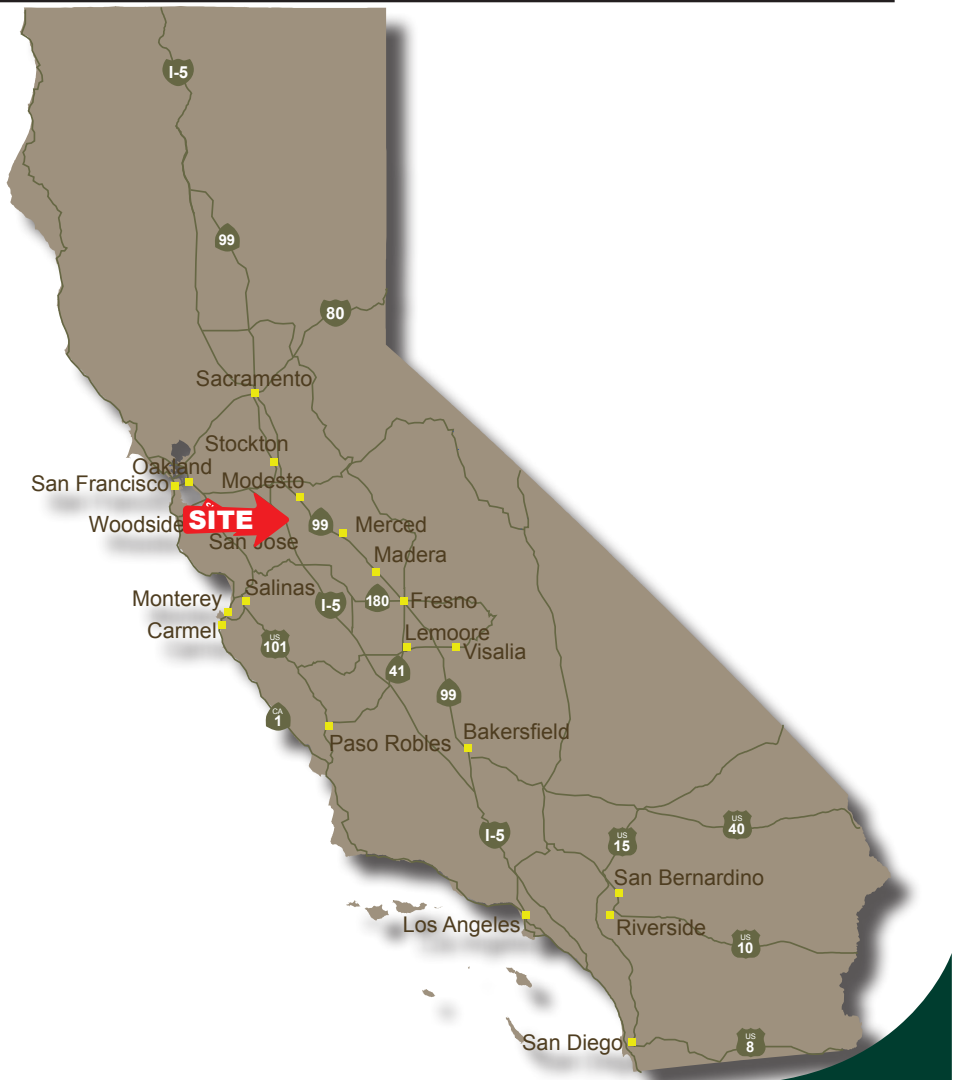 I-5
99
80
Sacramento
Stockton
Oakland
San Francisco
Modesto
Woodside
SITE
99
Merced
San Jose
Madera
Salinas
Monterey
I-5
180
Fresno
Carmel
US
101
Lemoore
Visalia
41
99
CA
1
Paso Robles
Bakersfield
I-5
US
15
US
40
San Bernardino
Los Angeles
Riverside
US
10
San Diego
US
8